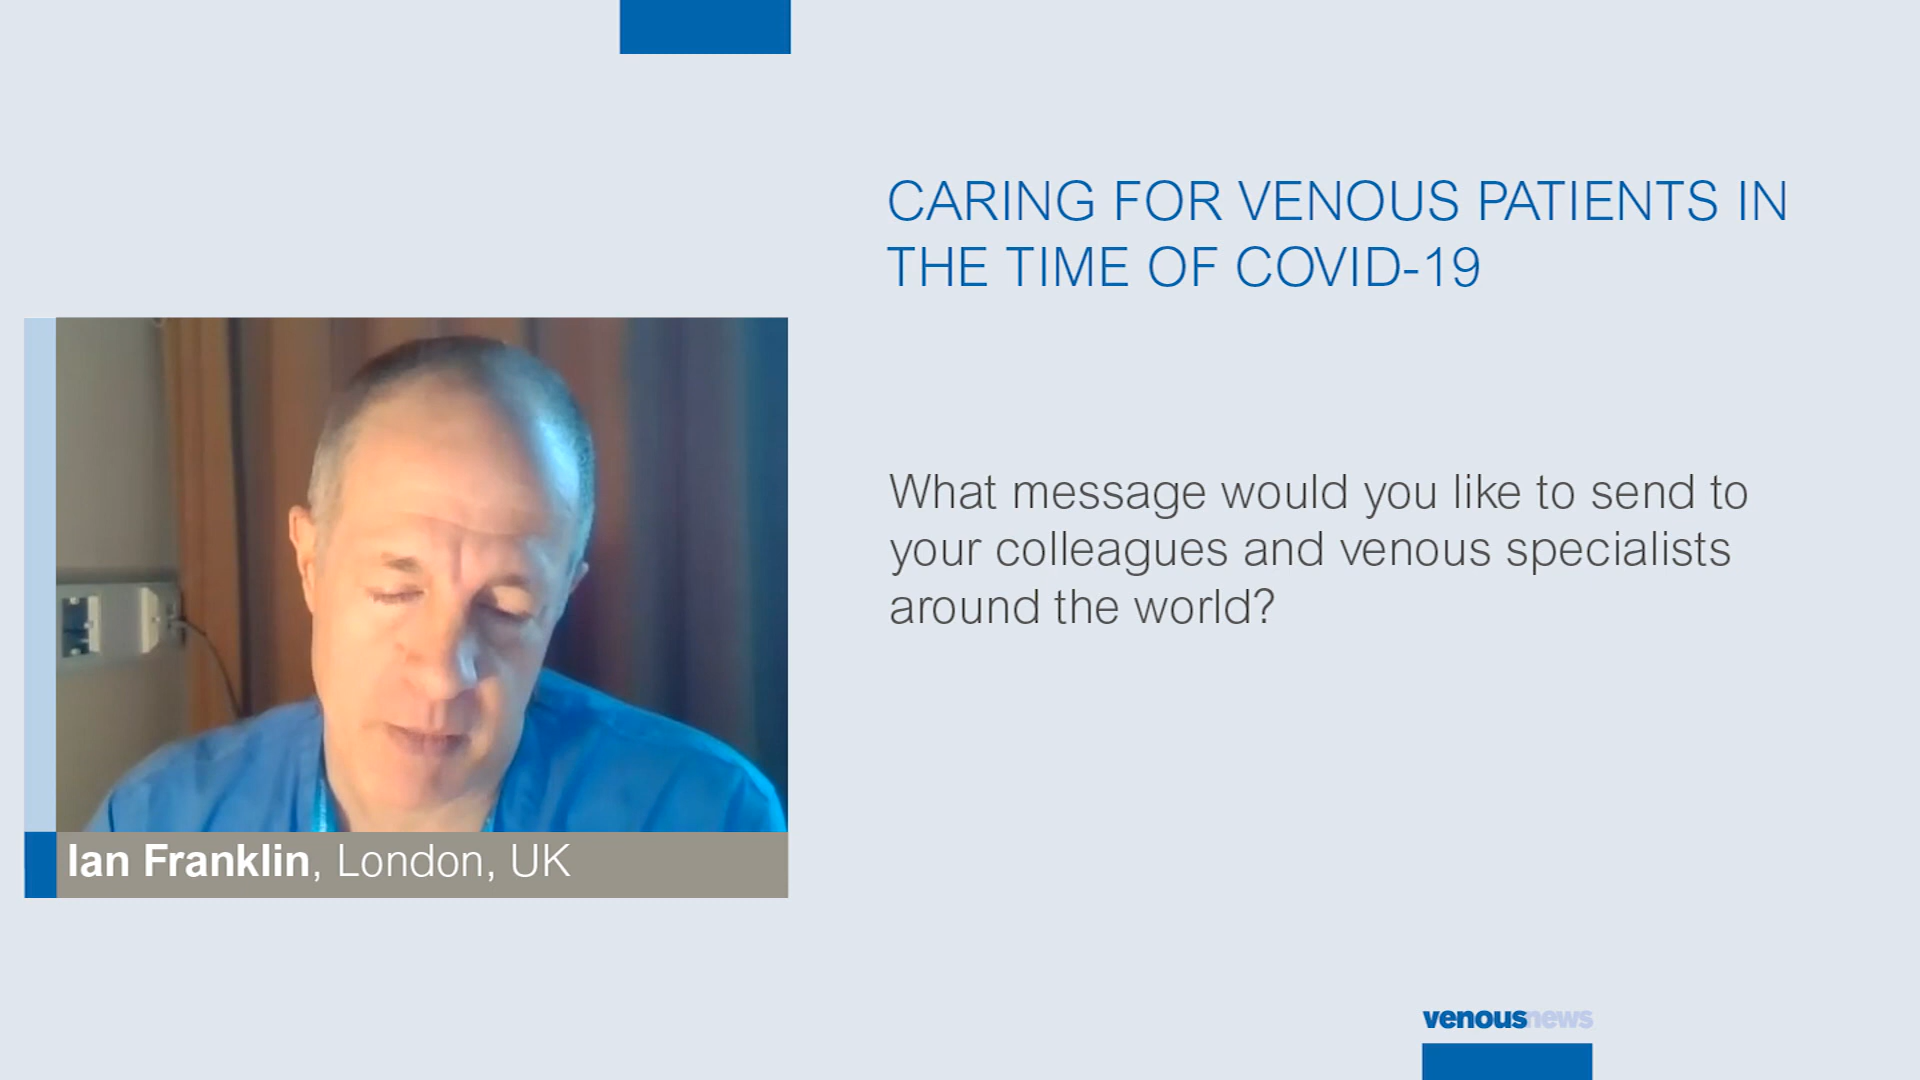 CARING FOR VENOUS PATIENTS IN
THE TIME OF COVID-19
What message would you like to send to
your colleagues and venous specialists
around the world?
Ian Franklin, London, UK
venousnews